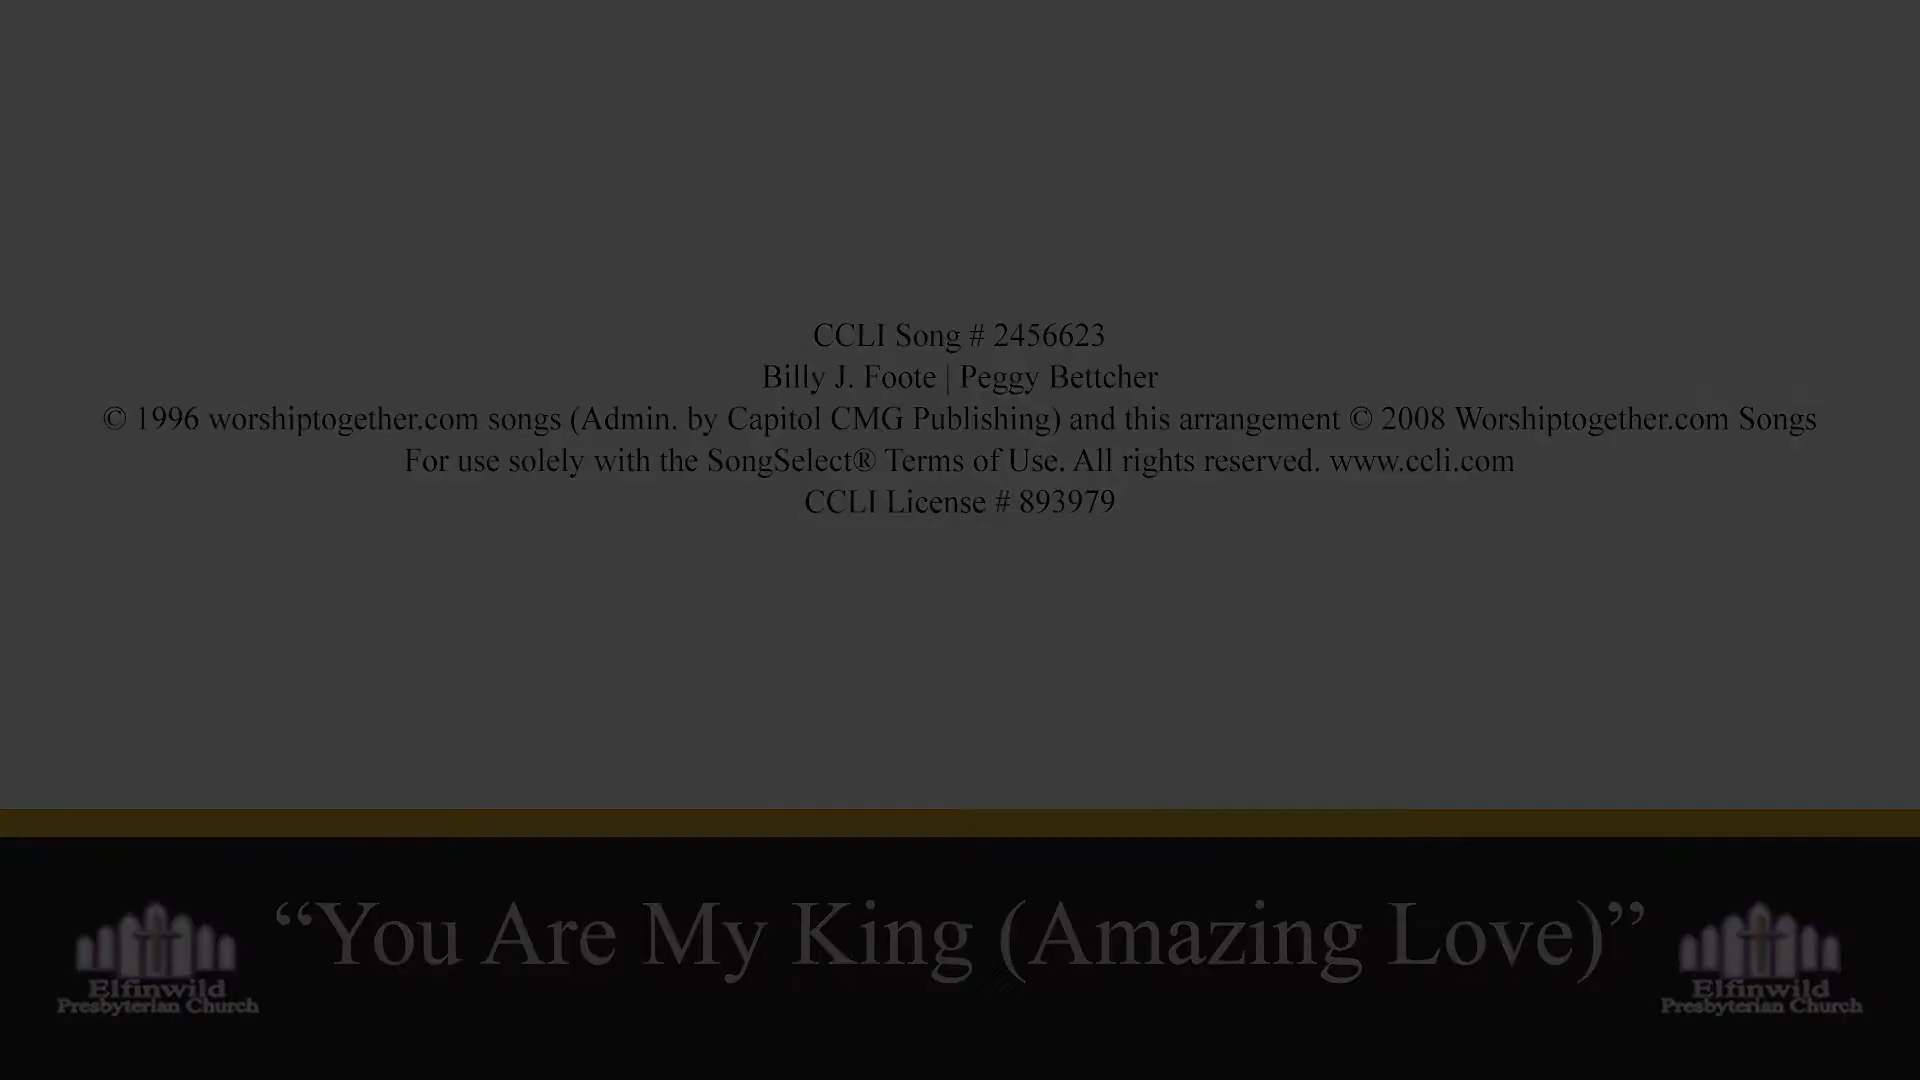 CCLI Song # 2456623
Billy J. Foote | Peggy Bettcher
© 1996 worshiptogether.com songs (Admin. by Capitol CMG Publishing) and this arrangement © 2008 Worshiptogether.com Songs
For use solely with the SongSelect® Terms of Use. All rights reserved. www.ccli.com
CCLI License # 893979
“You Are My King (Amazing Love)”
Elfinwild
Presbyterian Church
Elfinwild
Presbyterian Church